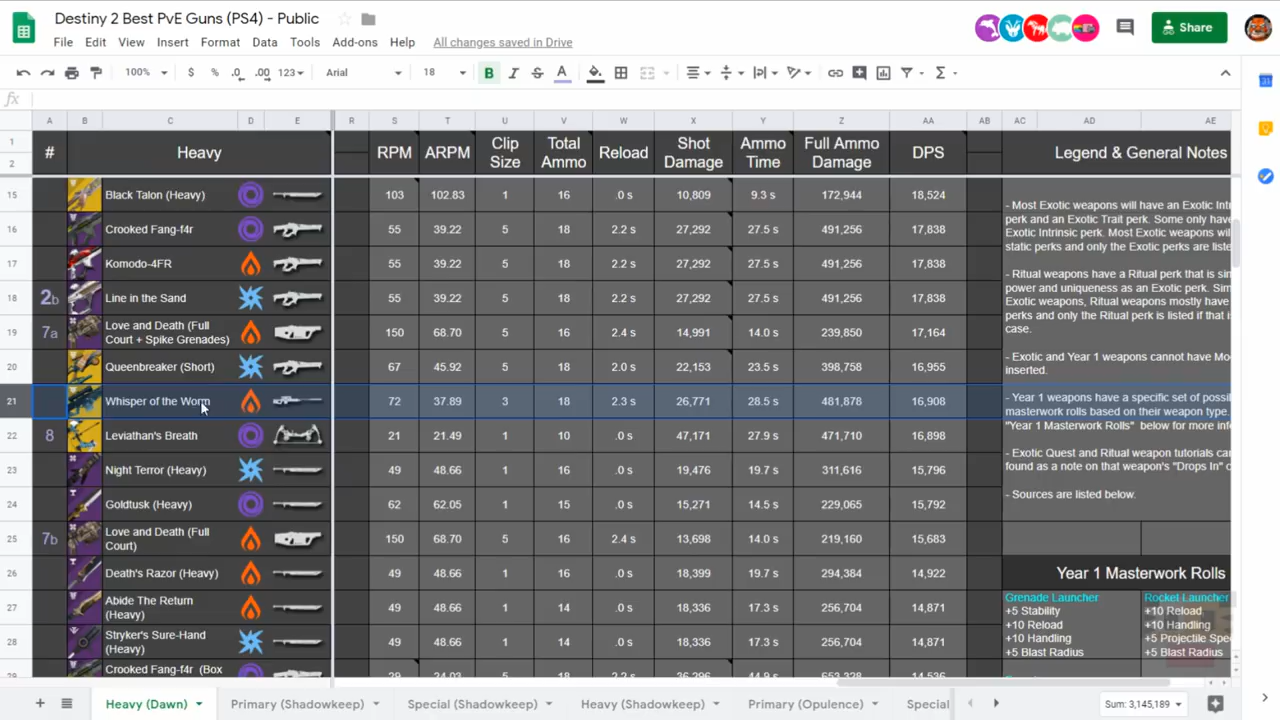 Destiny 2 Best PvE Guns (PS4) - Public
Share
File Edit View Insert Format Data Tools Add-ons Help All changes saved in Drive
100% $ % .0 .00 123 Arial 18 B I S A Σ
fx
A B C D E R S T U V W X Y Z AA AB AC AD AE
1 2 # Heavy RPM ARPM Clip Size Total Ammo Reload Shot Damage Ammo Time Full Ammo Damage DPS Legend & General Notes
15 Black Talon (Heavy) 103 102.83 1 16 .0 s 10,809 9.3 s 172,944 18,524
16 Crooked Fang-f4r 55 39.22 5 18 2.2 s 27,292 27.5 s 491,256 17,838
17 Komodo-4FR 55 39.22 5 18 2.2 s 27,292 27.5 s 491,256 17,838
18 2b Line in the Sand 55 39.22 5 18 2.2 s 27,292 27.5 s 491,256 17,838
19 7a Love and Death (Full Court + Spike Grenades) 150 68.70 5 16 2.4 s 14,991 14.0 s 239,850 17,164
20 Queenbreaker (Short) 67 45.92 5 18 2.0 s 22,153 23.5 s 398,758 16,955
21 Whisper of the Worm 72 37.89 3 18 2.3 s 26,771 28.5 s 481,878 16,908
22 8 Leviathan's Breath 21 21.49 1 10 .0 s 47,171 27.9 s 471,710 16,898
23 Night Terror (Heavy) 49 48.66 1 16 .0 s 19,476 19.7 s 311,616 15,796
24 Goldtusk (Heavy) 62 62.05 1 15 .0 s 15,271 14.5 s 229,065 15,792
25 7b Love and Death (Full Court) 150 68.70 5 16 2.4 s 13,698 14.0 s 219,160 15,683
26 Death's Razor (Heavy) 49 48.66 1 16 .0 s 18,399 19.7 s 294,384 14,922
27 Abide The Return (Heavy) 49 48.66 1 14 .0 s 18,336 17.3 s 256,704 14,871
28 Stryker's Sure-Hand (Heavy) 49 48.66 1 14 .0 s 18,336 17.3 s 256,704 14,871
Crooked Fang-f4r (Box
- Most Exotic weapons will have an Exotic Intri
perk and an Exotic Trait perk. Some only have
Exotic Intrinsic perk. Most Exotic weapons wil
static perks and only the Exotic perks are liste
- Ritual weapons have a Ritual perk that is sin
power and uniqueness as an Exotic perk. Sim
Exotic weapons, Ritual weapons mostly have
perks and only the Ritual perk is listed if that i
case.
- Exotic and Year 1 weapons cannot have Mo
inserted.
- Year 1 weapons have a specific set of possi
masterwork rolls based on their weapon type.
"Year 1 Masterwork Rolls" below for more inf
- Exotic Quest and Ritual weapon tutorials ca
found as a note on that weapon's "Drops In" c
- Sources are listed below.
Year 1 Masterwork Rolls
Grenade Launcher Rocket Launcher
+5 Stability +10 Reload
+10 Reload +10 Handling
+10 Handling +5 Projectile Spe
+5 Blast Radius +5 Blast Radius
Heavy (Dawn) Primary (Shadowkeep) Special (Shadowkeep) Heavy (Shadowkeep) Primary (Opulence) Special Sum: 3,145,189